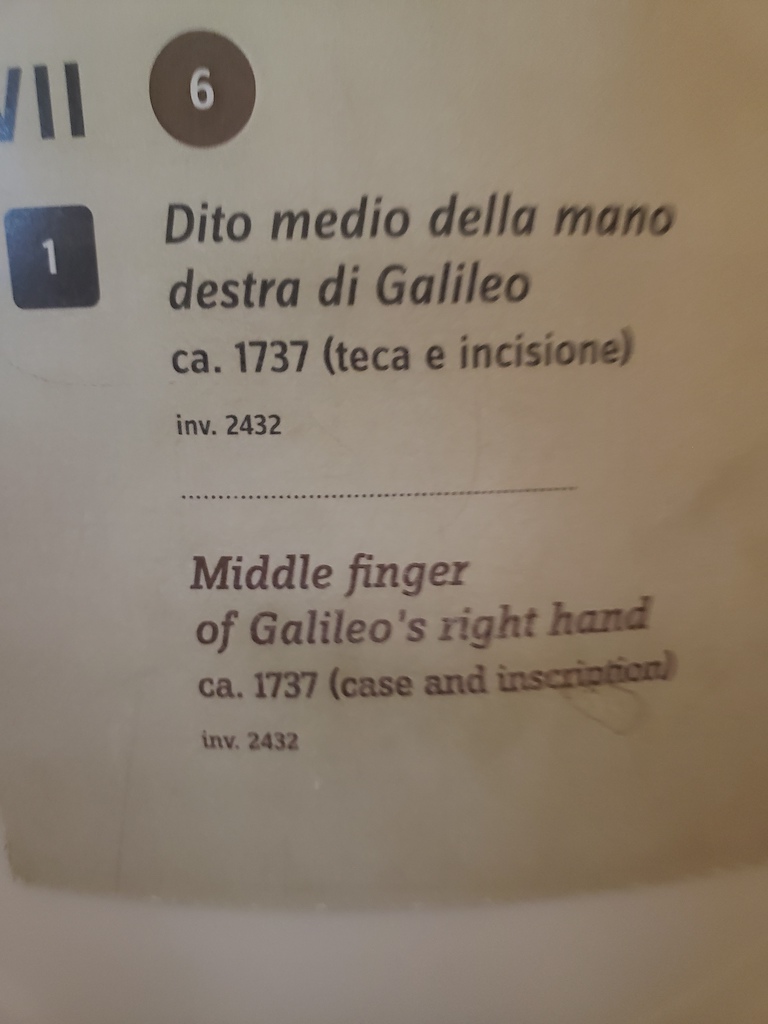 VII 6
1 Dito medio della mano
destra di Galileo
ca. 1737 (teca e incisione)
inv. 2432
Middle finger
of Galileo's right hand
ca. 1737 (case and inscription)
inv. 2432